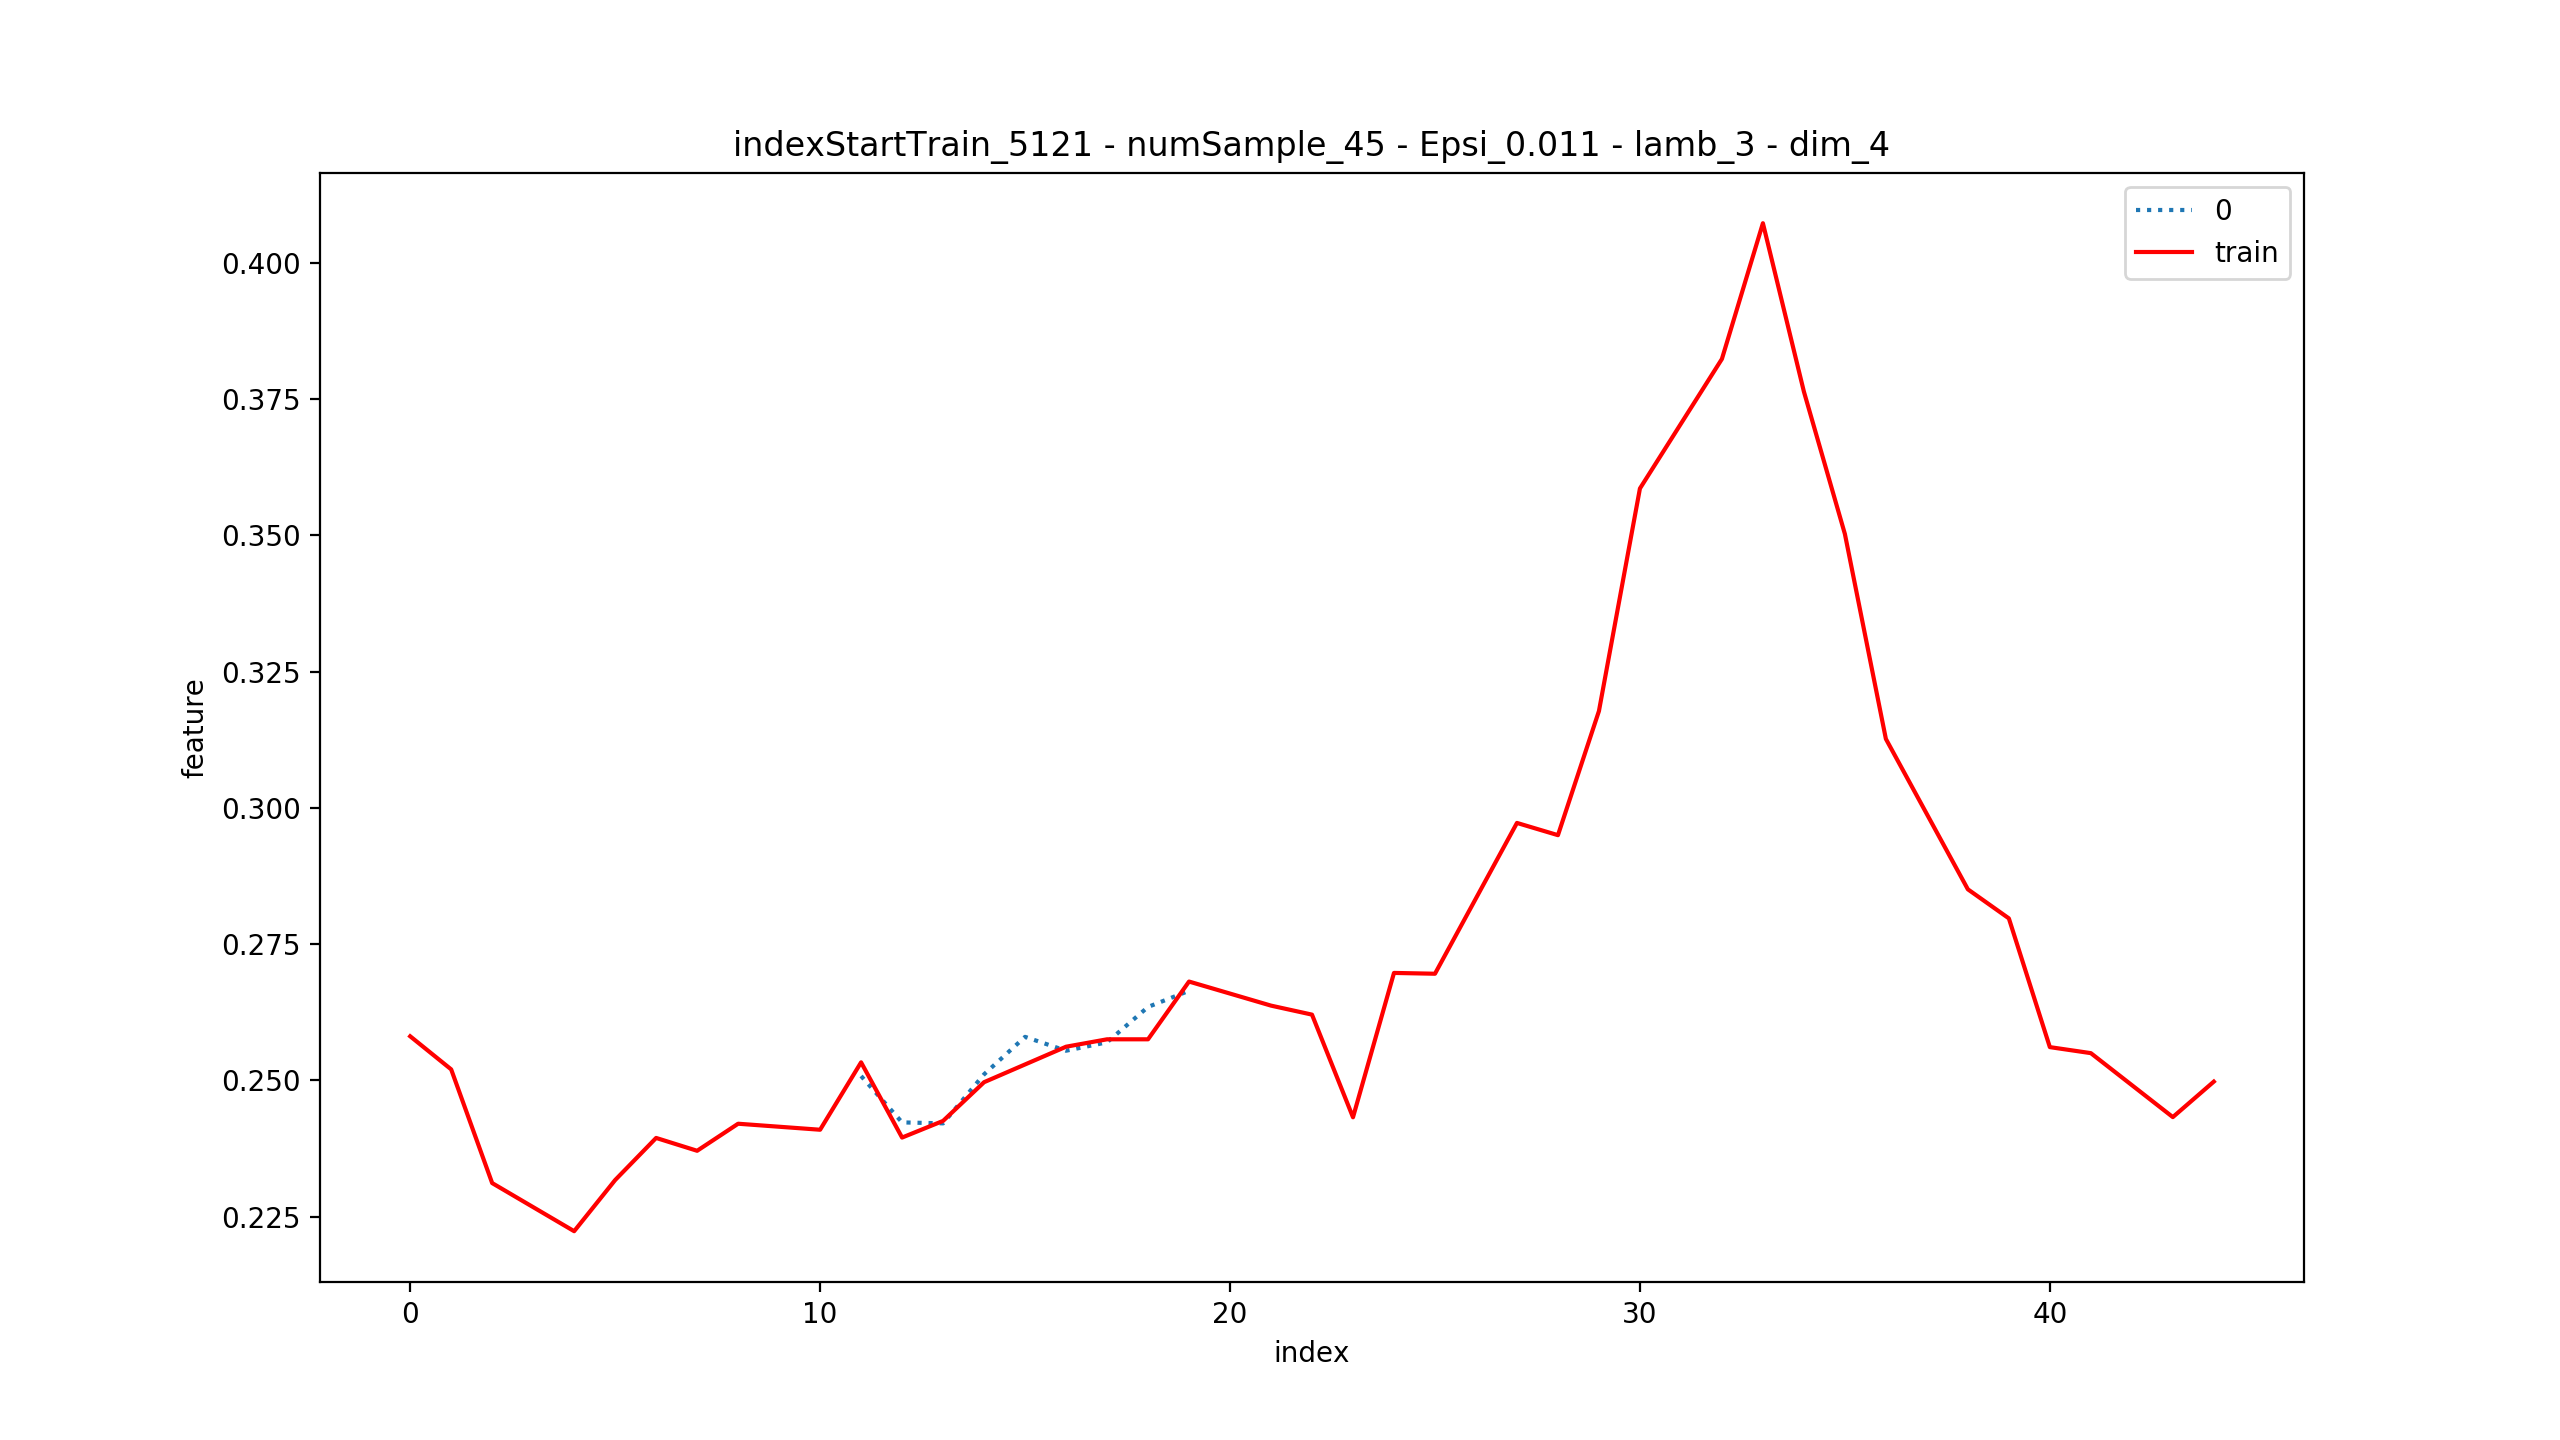 indexStartTrain_5121 - numSample_45 - Epsi_0.011 - lamb_3 - dim_4
0
train
0.400
0.375
0.350
0.325
0.300
0.275
0.250
0.225
feature
0 10 20 30 40
index